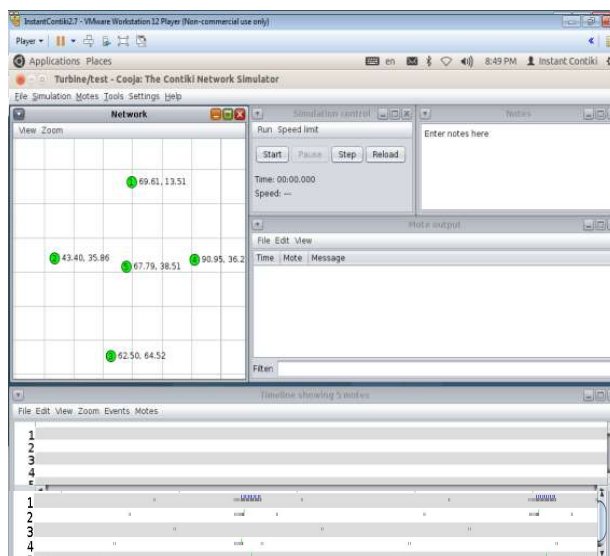 InstantContiki2.7 - VMware Workstation 12 Player (Non-commercial use only)
Player
Applications Places en 8:49 PM Instant Contiki
Turbine/test - Cooja: The Contiki Network Simulator
File Simulation Motes Tools Settings Help
Network
View Zoom
1 69.61, 13.51
2 43.40, 35.86
5 67.79, 38.51
4 90.95, 36.2
3 62.50, 64.52
Simulation control
Run Speed limit
Start Pause Step Reload
Time: 00:00.000
Speed: ---
Notes
Enter notes here
Mote output
File Edit View
Time Mote Message
Filter:
Timeline showing 5 motes
File Edit View Zoom Events Motes
1
2
3
4
1
2
3
4